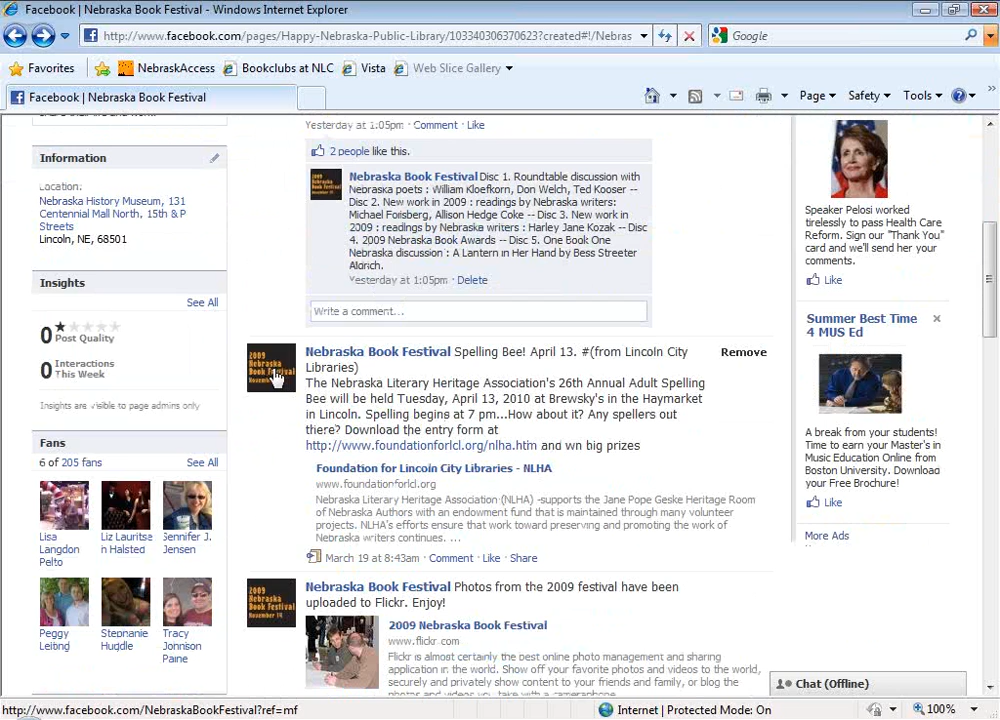 Facebook | Nebraska Book Festival - Windows Internet Explorer
http://www.facebook.com/pages/Happy-Nebraska-Public-Library/103340306370623?created#!/Nebras
Google
Favorites NebraskAccess Bookclubs at NLC Vista Web Slice Gallery
Facebook | Nebraska Book Festival
Page Safety Tools
Information
Location:
Nebraska History Museum, 131
Centennial Mall North, 15th & P
Streets
Lincoln, NE, 68501
Insights
See All
0 Post Quality
0 Interactions
This Week
Insights are visible to page admins only
Fans
6 of 205 fans See All
Lisa
Langdon
Pelto
Liz Lauritse
n Halsted
Jennifer J.
Jensen
Peggy
Leiting
Stephanie
Huddle
Tracy
Johnson
Paine
Yesterday at 1:05pm · Comment · Like
2 people like this.
Nebraska Book Festival Disc 1. Roundtable discussion with
Nebraska poets : William Kloefkorn, Don Welch, Ted Kooser --
Disc 2. New work in 2009 : readings by Nebraska writers:
Michael Forsberg, Allison Hedge Coke -- Disc 3. New work in
2009 : readings by Nebraska writers : Harley Jane Kozak -- Disc
4. 2009 Nebraska Book Awards -- Disc 5. One Book One
Nebraska discussion : A Lantern in Her Hand by Bess Streeter
Aldrich.
Yesterday at 1:05pm · Delete
Write a comment...
2009
Nebraska
Book Festival
Nebraska Book Festival Spelling Bee! April 13. #(from Lincoln City
Libraries)
Remove
The Nebraska Literary Heritage Association's 26th Annual Adult Spelling
Bee will be held Tuesday, April 13, 2010 at Brewsky's in the Haymarket
in Lincoln. Spelling begins at 7 pm...How about it? Any spellers out
there? Download the entry form at
http://www.foundationforlcl.org/nlha.htm and wn big prizes
Foundation for Lincoln City Libraries - NLHA
www.foundationforlcl.org
Nebraska Literary Heritage Association (NLHA) -supports the Jane Pope Geske Heritage Room
of Nebraska Authors with an endowment fund that is maintained through many volunteer
projects. NLHA's efforts ensure that work toward preserving and promoting the work of
Nebraska writers continues. ...
March 19 at 8:43am · Comment · Like · Share
2009
Nebraska
Book Festival
November 14
Nebraska Book Festival Photos from the 2009 festival have been
uploaded to Flickr. Enjoy!
2009 Nebraska Book Festival
www.flickr.com
Flickr is almost certainly the best online photo management and sharing
application in the world. Show off your favorite photos and videos to the world,
securely and privately show content to your friends and family, or blog the
photos and videos you take with a cameraphone.
Speaker Pelosi worked
tirelessly to pass Health Care
Reform. Sign our "Thank You"
card and we'll send her your
comments.
Like
Summer Best Time
4 MUS Ed
A break from your students!
Time to earn your Master's in
Music Education Online from
Boston University. Download
your Free Brochure!
Like
More Ads
Chat (Offline)
http://www.facebook.com/NebraskaBookFestival?ref=mf
Internet | Protected Mode: On
100%